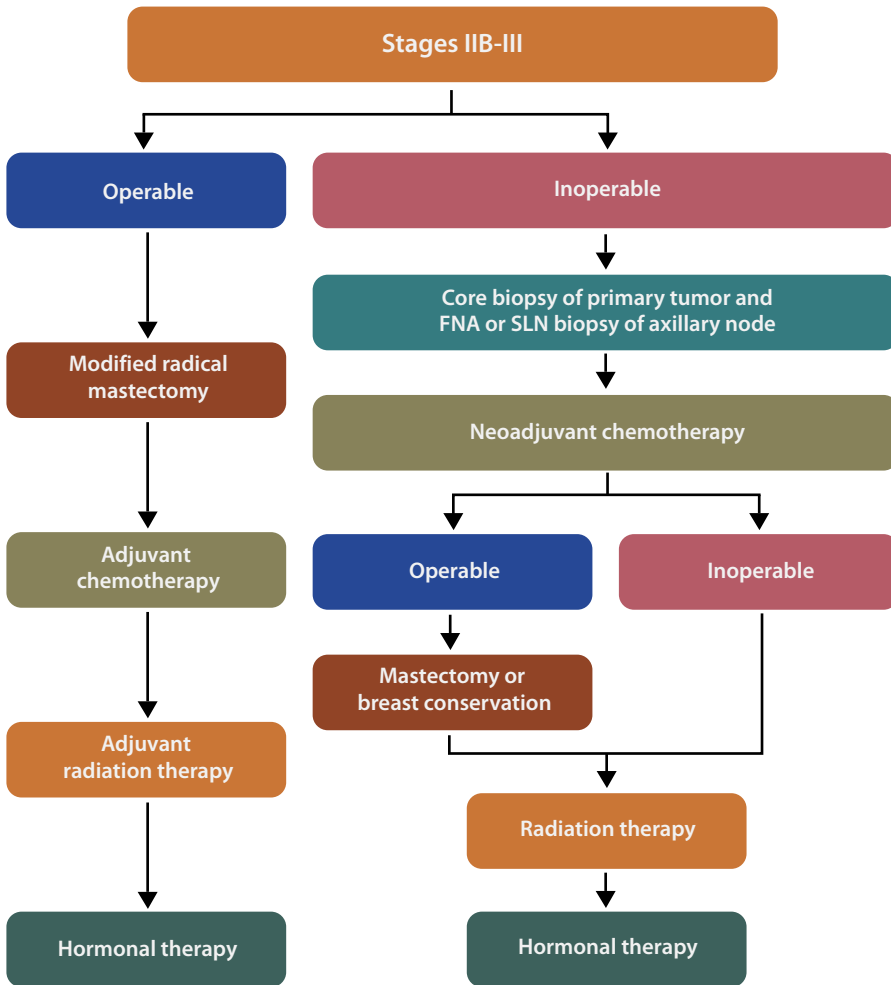 Stages IIB-III
Operable
Inoperable
Core biopsy of primary tumor and
FNA or SLN biopsy of axillary node
Modified radical
mastectomy
Neoadjuvant chemotherapy
Adjuvant
chemotherapy
Operable
Inoperable
Mastectomy or
breast conservation
Adjuvant
radiation therapy
Radiation therapy
Hormonal therapy
Hormonal therapy